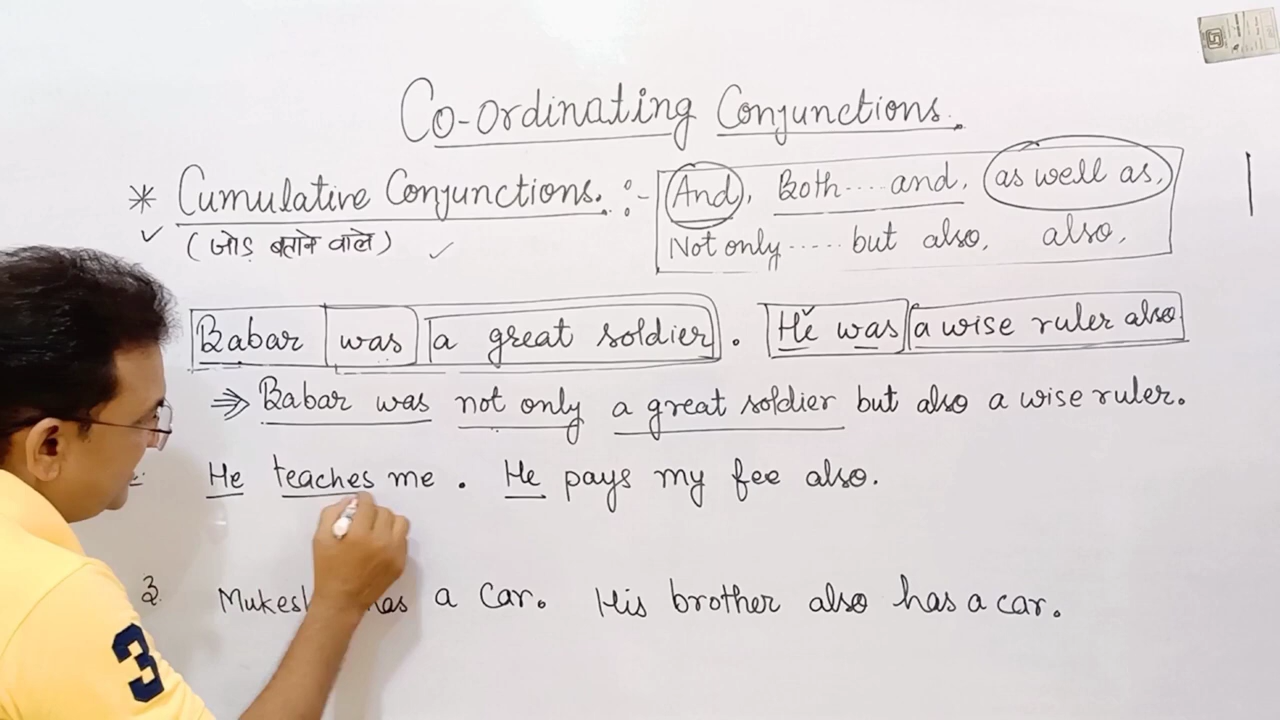 Co-ordinating Conjunctions.
* Cumulative Conjunctions. :- And, Both.... and, as well as,
(जोड़ बताने वाले) Not only ..... but also, also,
Babar was a great soldier. He was a wise ruler also
⇒ Babar was not only a great soldier but also a wise ruler.
He teaches me. He pays my fee also.
3. has a car. His brother also has a car.
3